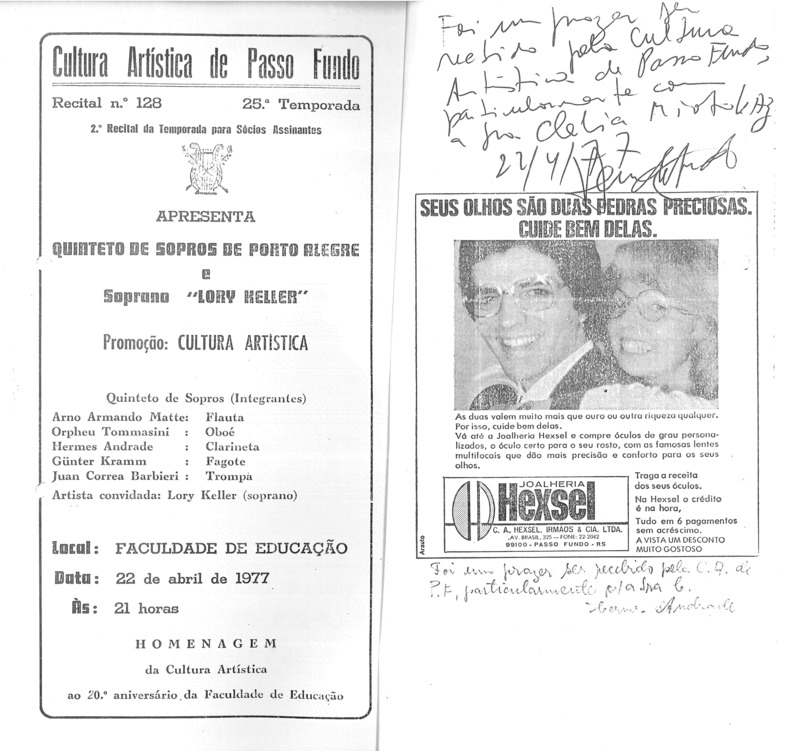 Cultura Artística de Passo Fundo
Recital n.º 128 25.ª Temporada
2.º Recital da Temporada para Sócios Assinantes
APRESENTA
QUINTETO DE SOPROS DE PORTO ALEGRE
e
Soprano "LORY KELLER"
Promoção: CULTURA ARTÍSTICA
Quinteto de Sopros (Integrantes)
Arno Armando Matte: Flauta
Orpheu Tommasini : Oboé
Hermes Andrade : Clarineta
Günter Kramm : Fagote
Juan Correa Barbieri : Trompa
Artista convidada: Lory Keller (soprano)
Local: FACULDADE DE EDUCAÇÃO
Data: 22 de abril de 1977
Às: 21 horas
HOMENAGEM
da Cultura Artística
ao 20.º aniversário da Faculdade de Educação
Foi um prazer ser
recebido pela Cultura
Artística de Passo Fundo,
particularmente com
a sra Clelia
22/4/77
SEUS OLHOS SÃO DUAS PEDRAS PRECIOSAS.
CUIDE BEM DELAS.
As duas valem muito mais que ouro ou outra riqueza qualquer.
Por isso, cuide bem delas.
Vá até a Joalheria Hexsel e compre óculos de grau persona-
lizados, o óculo certo para o seu rosto, com as famosas lentes
multifocais que dão mais precisão e conforto para os seus
olhos.
JOALHERIA
Hexsel
C. A. HEXSEL, IRMÃOS & CIA. LTDA.
AV. BRASIL, 325 — FONE: 22-2042
99100 - PASSO FUNDO - RS
Araulo
Traga a receita
dos seus óculos.
Na Hexsel o crédito
é na hora,
Tudo em 6 pagamentos
sem acréscimo.
A VISTA UM DESCONTO
MUITO GOSTOSO
Foi um prazer ser recebido pela C. A. de
P. F, particularmente p/a sra C.
Andrade